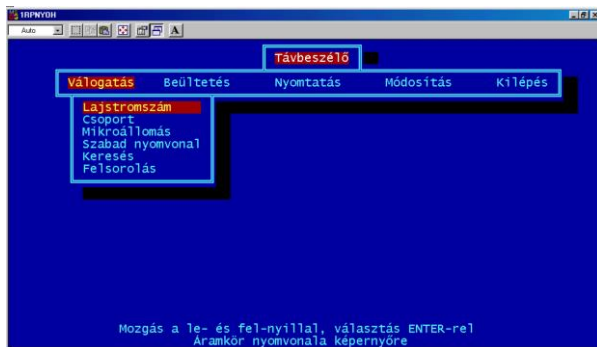 1RPNYOH
Auto
A
Távbeszélő
Válogatás Beültetés Nyomtatás Módosítás Kilépés
Lajstromszám
Csoport
Mikroállomás
Szabad nyomvonal
Keresés
Felsorolás
Mozgás a le- és fel-nyillal, választás ENTER-rel
Áramkör nyomvonala képernyőre